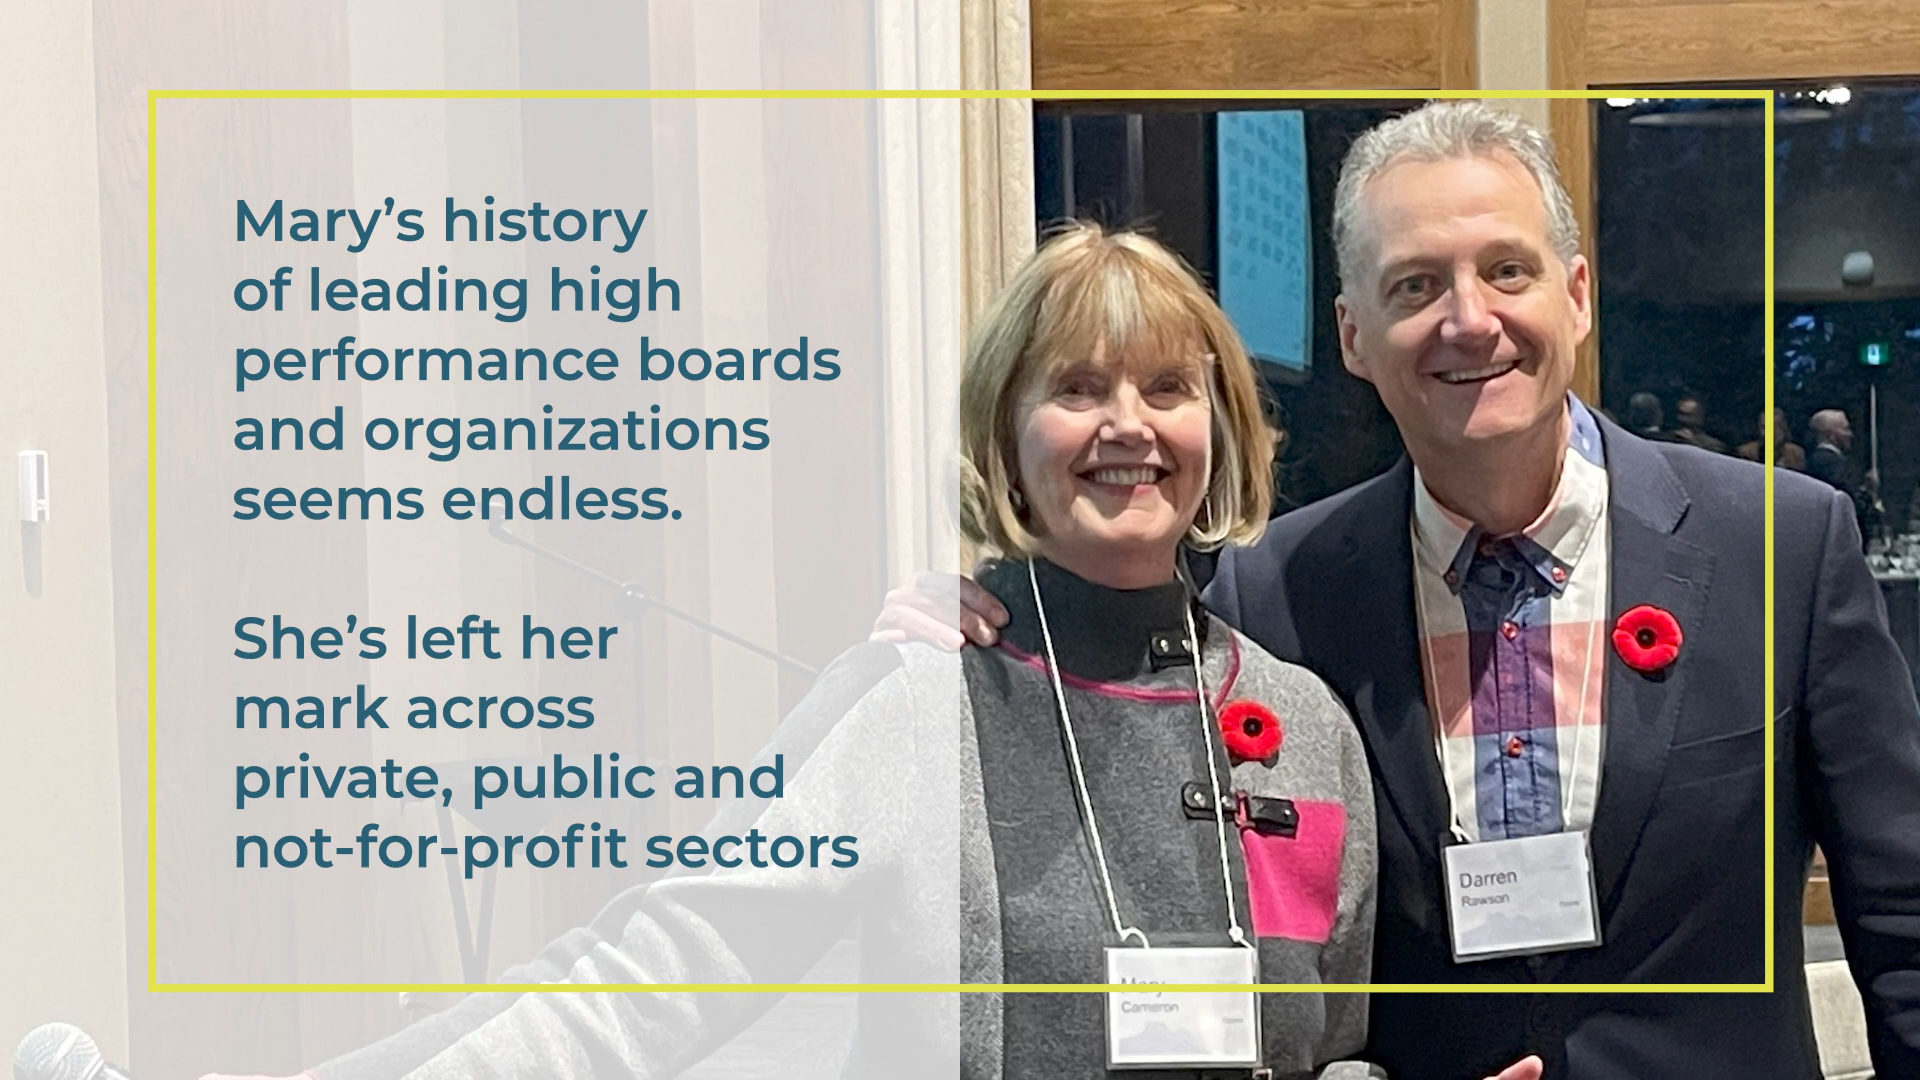 Mary’s history
of leading high
performance boards
and organizations
seems endless.
She’s left her
mark across
private, public and
not-for-profit sectors
Darren
Rawson
Mary
Cameron